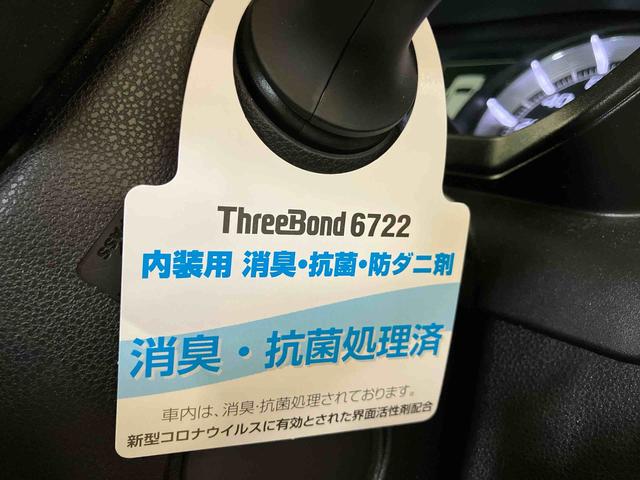 ThreeBond 6722
内装用 消臭・抗菌・防ダニ剤
消臭・抗菌処理済
車内は、消臭・抗菌処理されております。
新型コロナウイルスに有効とされた界面活性剤配合